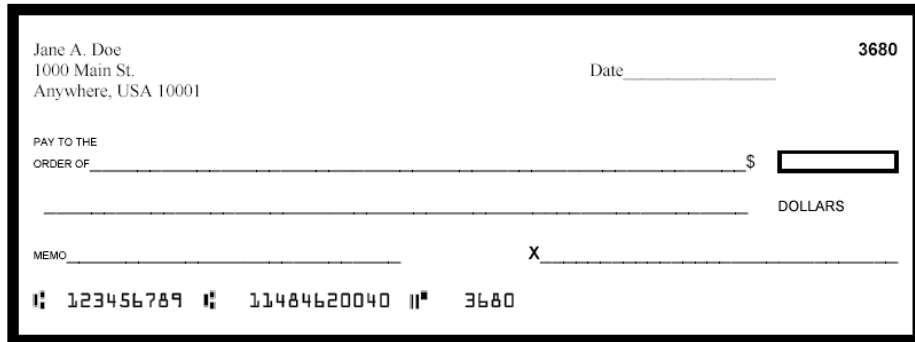 Jane A. Doe 3680
1000 Main St. Date
Anywhere, USA 10001
PAY TO THE
ORDER OF $
DOLLARS
MEMO X
⑆ 123456789 ⑆ 11484620040 ⑈ 3680